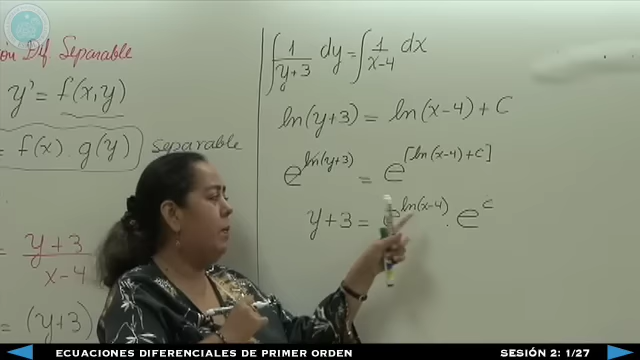 ión Dif Separable
y' = f(x,y)
= f(x) · g(y) separable
y+3
x-4
= (y+3)
∫ 1/(y+3) dy = ∫ 1/(x-4) dx
ln(y+3) = ln(x-4) + C
e^ln(y+3) = e^[ln(x-4)+C]
y+3 = e^ln(x-4) · e^c
ECUACIONES DIFERENCIALES DE PRIMER ORDEN
SESIÓN 2: 1/27